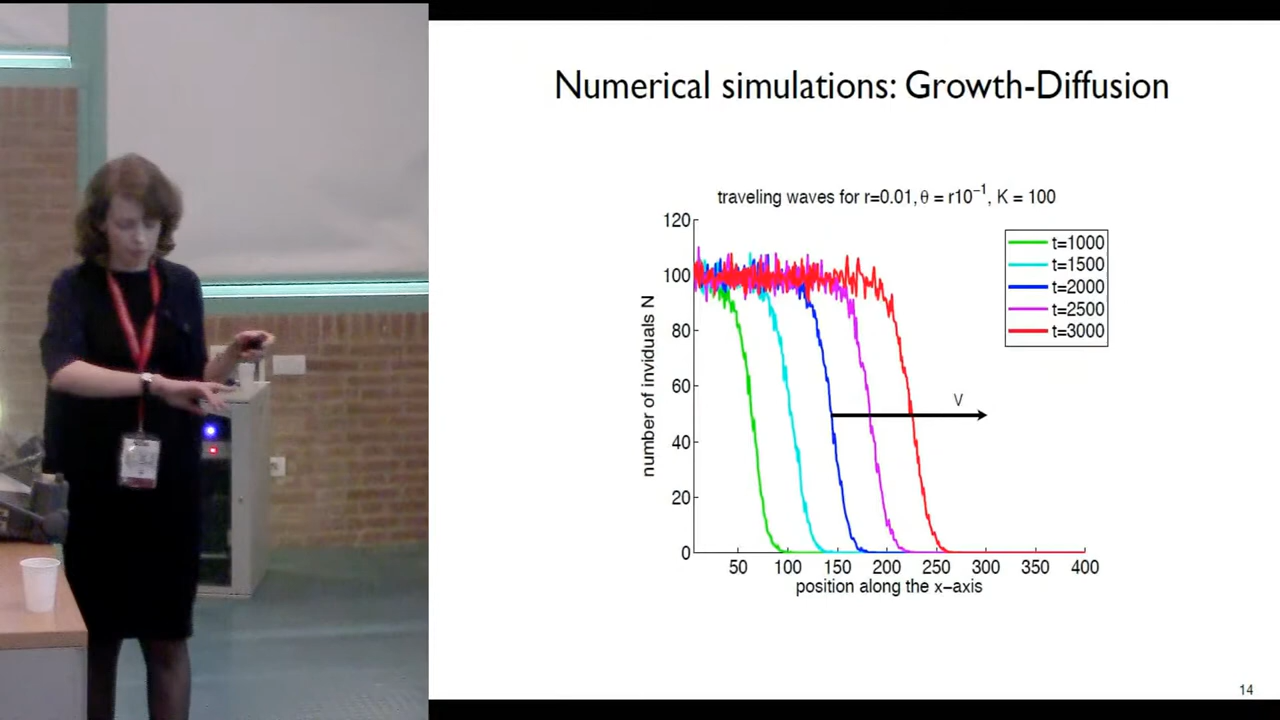 Numerical simulations: Growth-Diffusion
traveling waves for r=0.01, θ = r10⁻¹, K = 100
120
100
80
60
40
20
0
number of inviduals N
t=1000
t=1500
t=2000
t=2500
t=3000
V
50 100 150 200 250 300 350 400
position along the x-axis
14